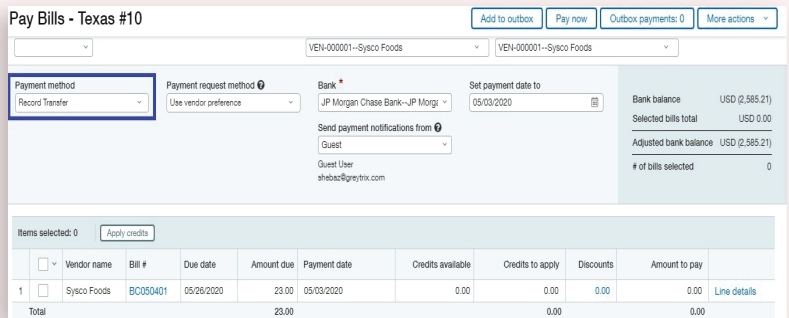 Pay Bills - Texas #10
Add to outbox
Pay now
Outbox payments: 0
More actions
VEN-000001--Sysco Foods
VEN-000001--Sysco Foods
Payment method
Payment request method
Bank *
Set payment date to
Record Transfer
Use vendor preference
JP Morgan Chase Bank--JP Morga
05/03/2020
Send payment notifications from
Guest
Guest User
shebaz@greytrix.com
Bank balance USD (2,585.21)
Selected bills total USD 0.00
Adjusted bank balance USD (2,585.21)
# of bills selected 0
Items selected: 0 Apply credits
Vendor name Bill # Due date Amount due Payment date Credits available Credits to apply Discounts Amount to pay
1 Sysco Foods BC050401 05/26/2020 23.00 05/03/2020 0.00 0.00 0.00 0.00 Line details
Total 23.00 0.00 0.00